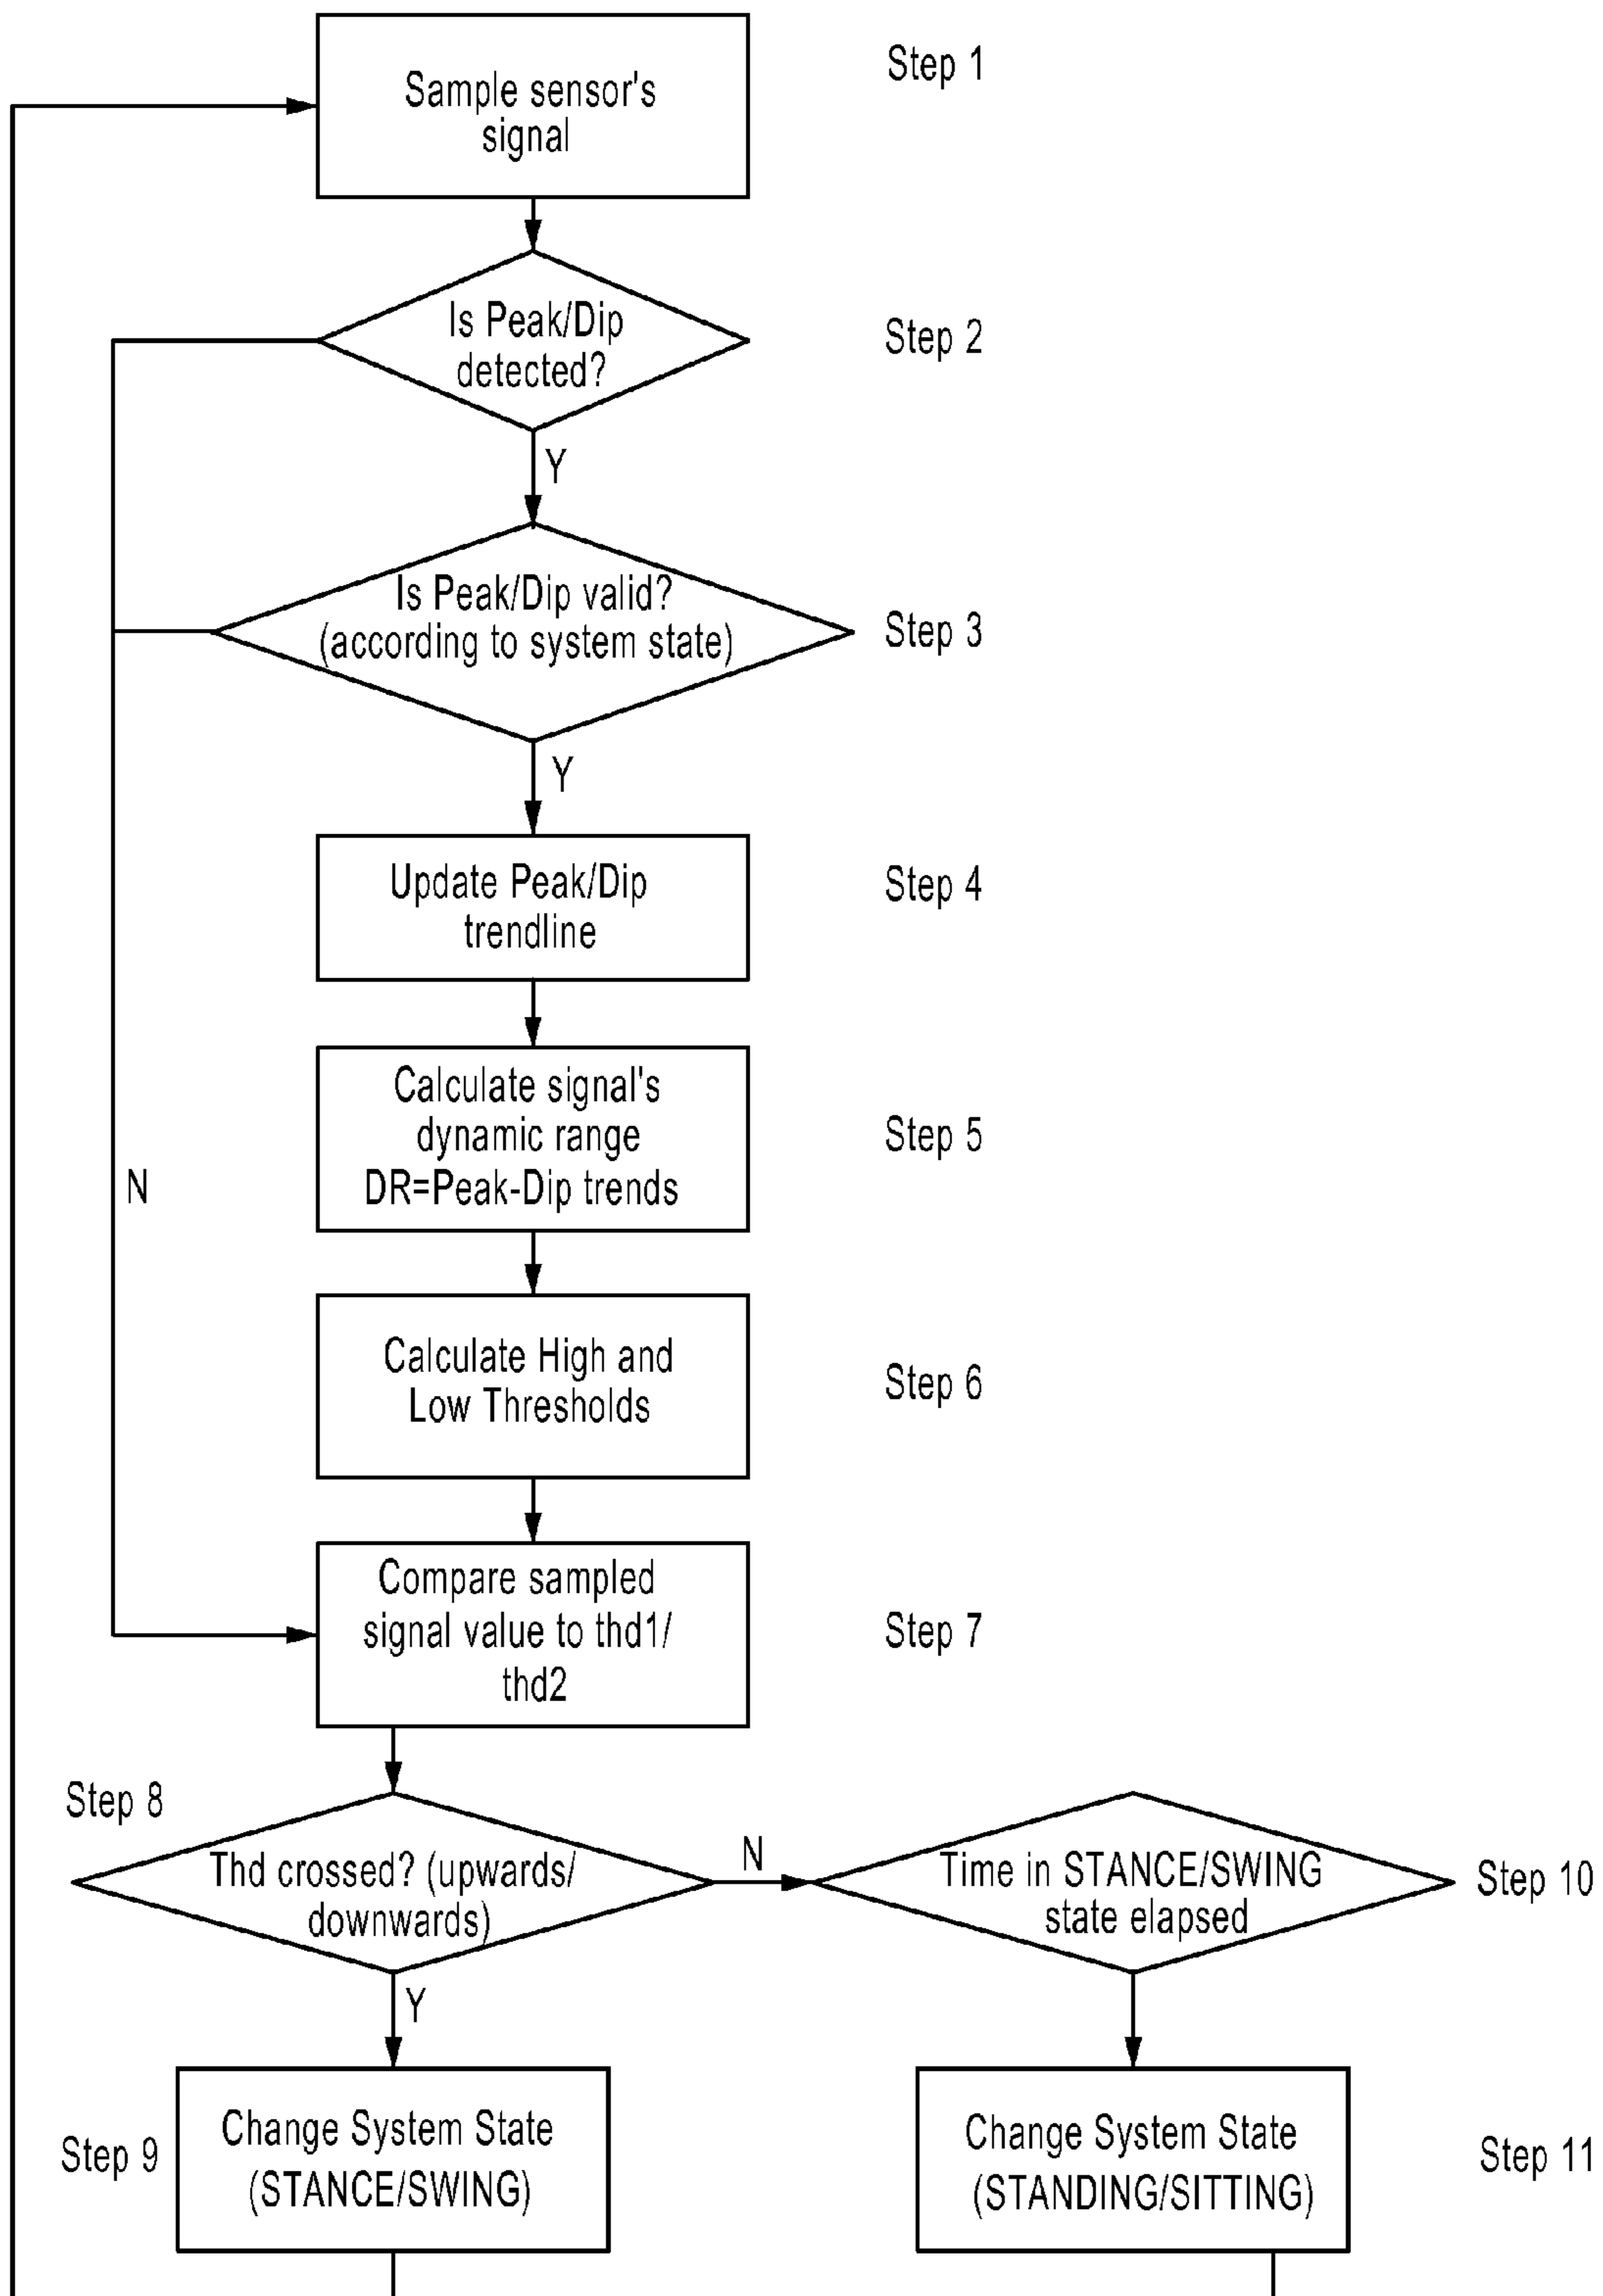 Sample sensor's
signal
Step 1
Is Peak/Dip
detected?
Step 2
Y
Is Peak/Dip valid?
(according to system state)
Step 3
Y
Update Peak/Dip
trendline
Step 4
Calculate signal's
dynamic range
DR=Peak-Dip trends
Step 5
N
Calculate High and
Low Thresholds
Step 6
Compare sampled
signal value to thd1/
thd2
Step 7
Step 8
Thd crossed? (upwards/
downwards)
N
Time in STANCE/SWING
state elapsed
Step 10
Y
Step 9
Change System State
(STANCE/SWING)
Change System State
(STANDING/SITTING)
Step 11